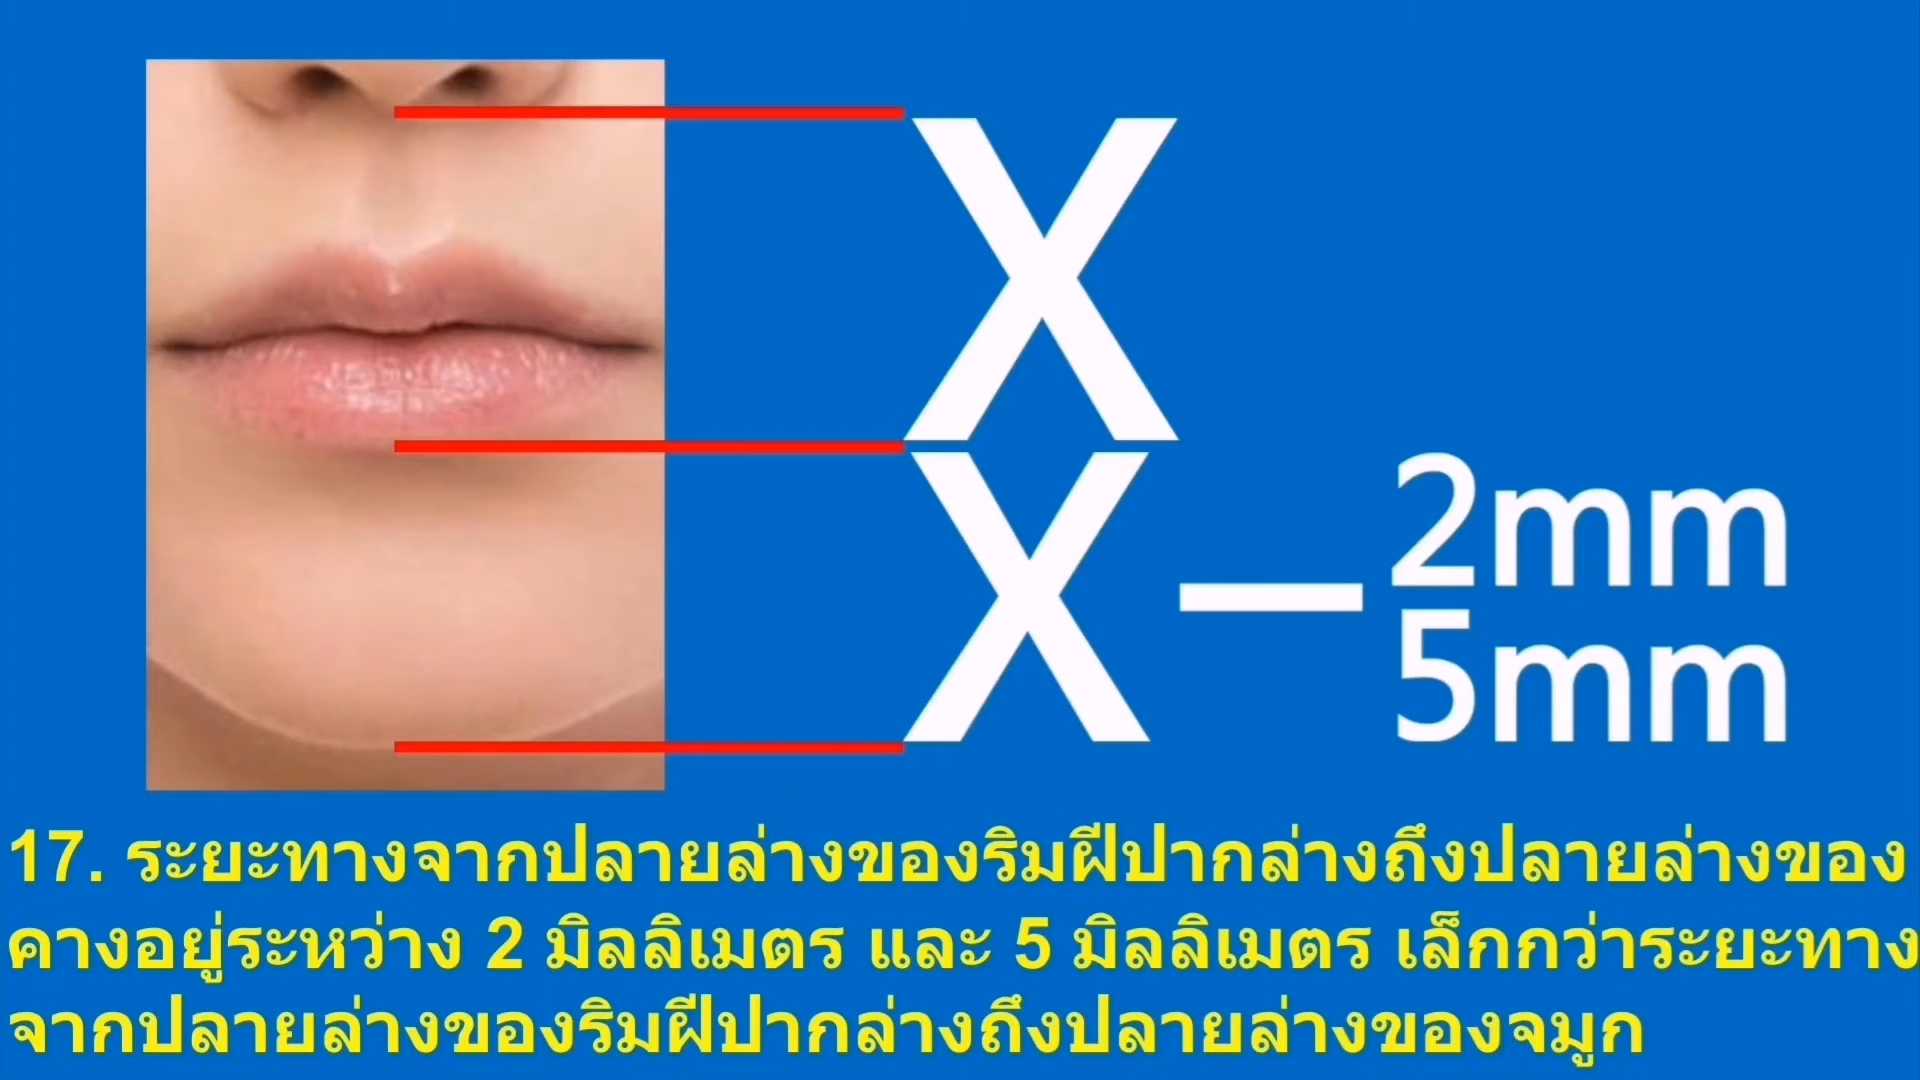 X
X – 2mm
5mm
17. ระยะทางจากปลายล่างของริมฝีปากล่างถึงปลายล่างของ
คางอยู่ระหว่าง 2 มิลลิเมตร และ 5 มิลลิเมตร เล็กกว่าระยะทาง
จากปลายล่างของริมฝีปากล่างถึงปลายล่างของจมูก